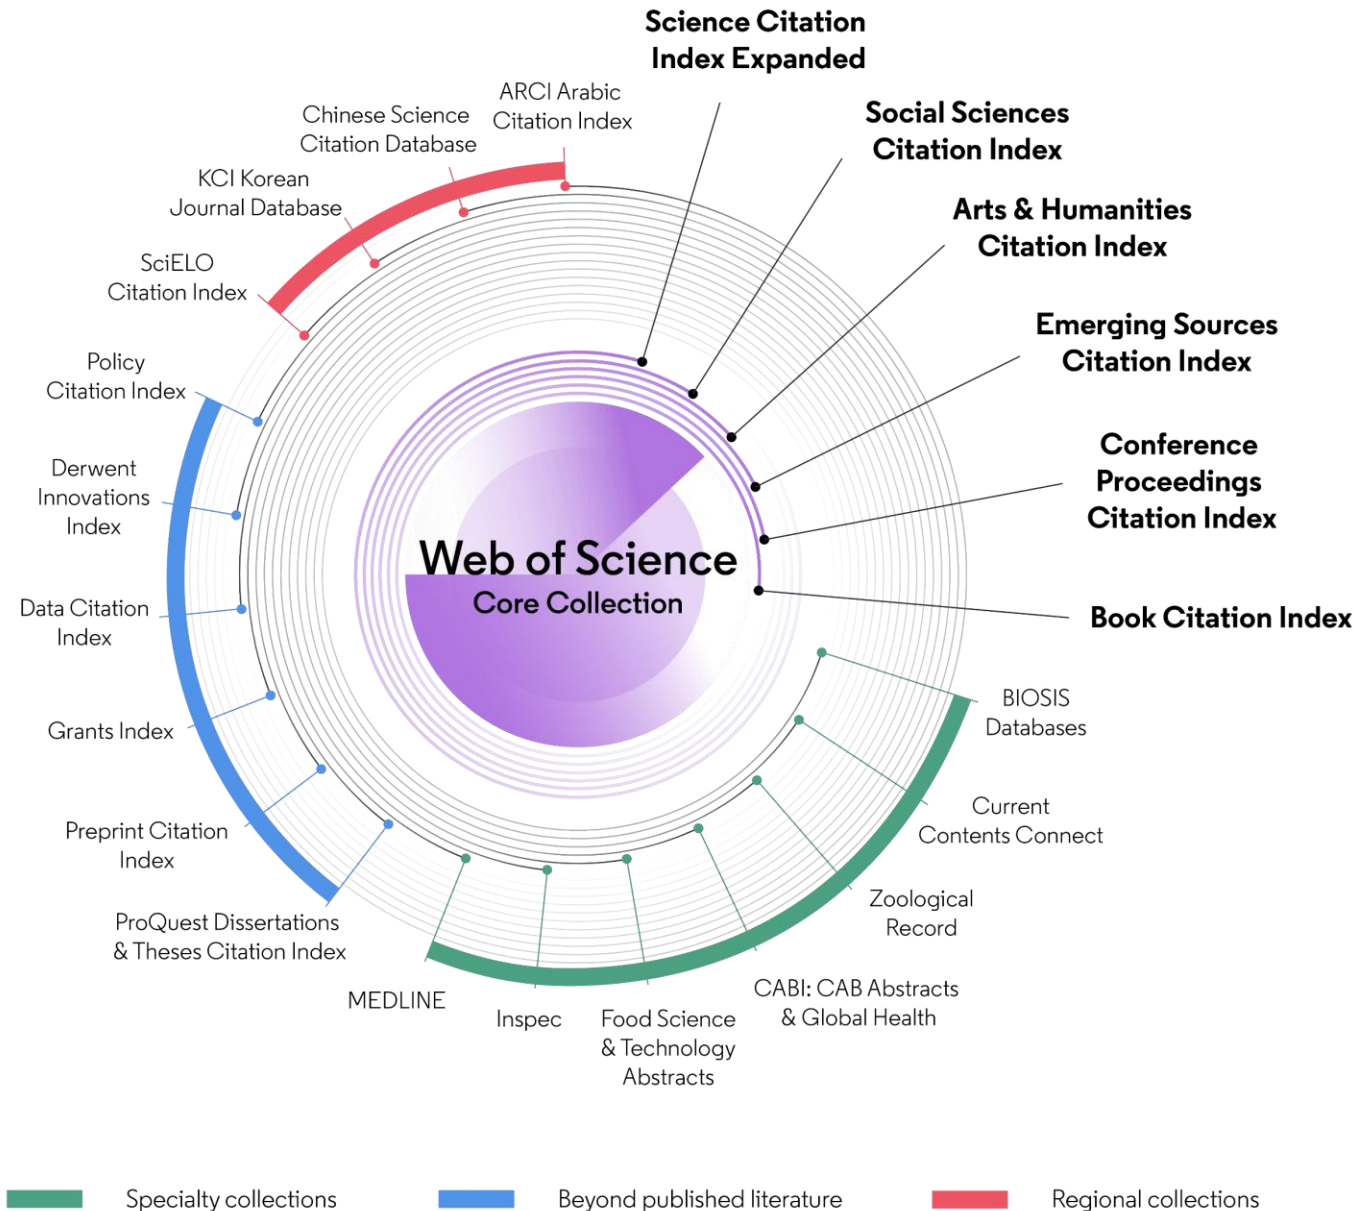 Science Citation
Index Expanded
Social Sciences
Citation Index
Arts & Humanities
Citation Index
Emerging Sources
Citation Index
Conference
Proceedings
Citation Index
Book Citation Index
ARCI Arabic
Citation Index
Chinese Science
Citation Database
KCI Korean
Journal Database
SciELO
Citation Index
Policy
Citation Index
Derwent
Innovations
Index
Data Citation
Index
Grants Index
Preprint Citation
Index
ProQuest Dissertations
& Theses Citation Index
Web of Science
Core Collection
BIOSIS
Databases
Current
Contents Connect
Zoological
Record
CABI: CAB Abstracts
& Global Health
Food Science
& Technology
Abstracts
Inspec
MEDLINE
Specialty collections
Beyond published literature
Regional collections